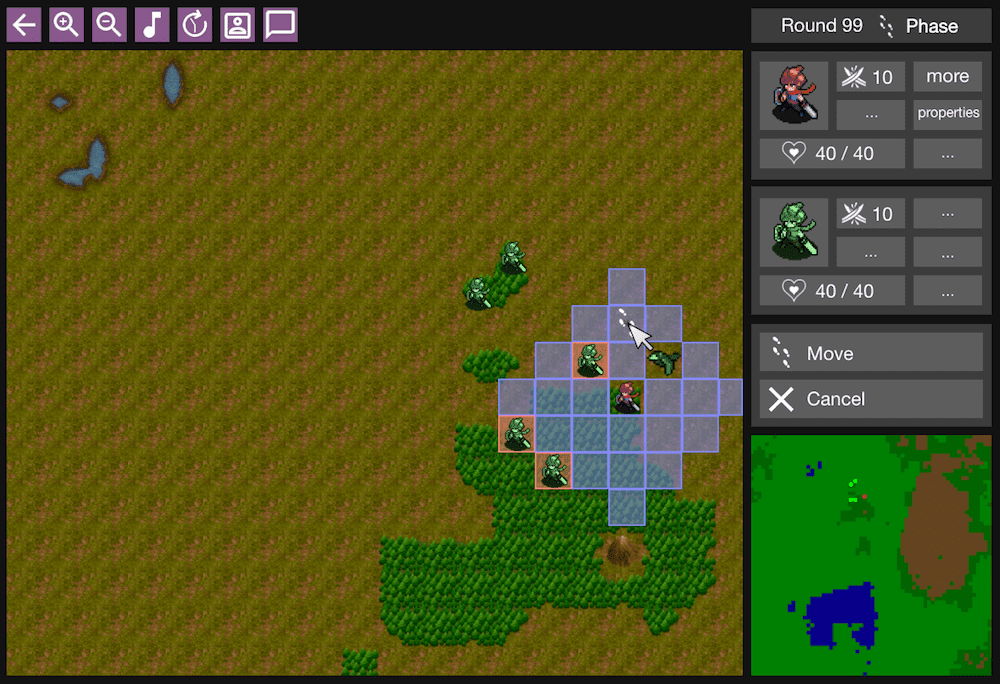 Round 99 Phase
10 more
... properties
40 / 40 ...
10 ...
... ...
40 / 40 ...
Move
Cancel